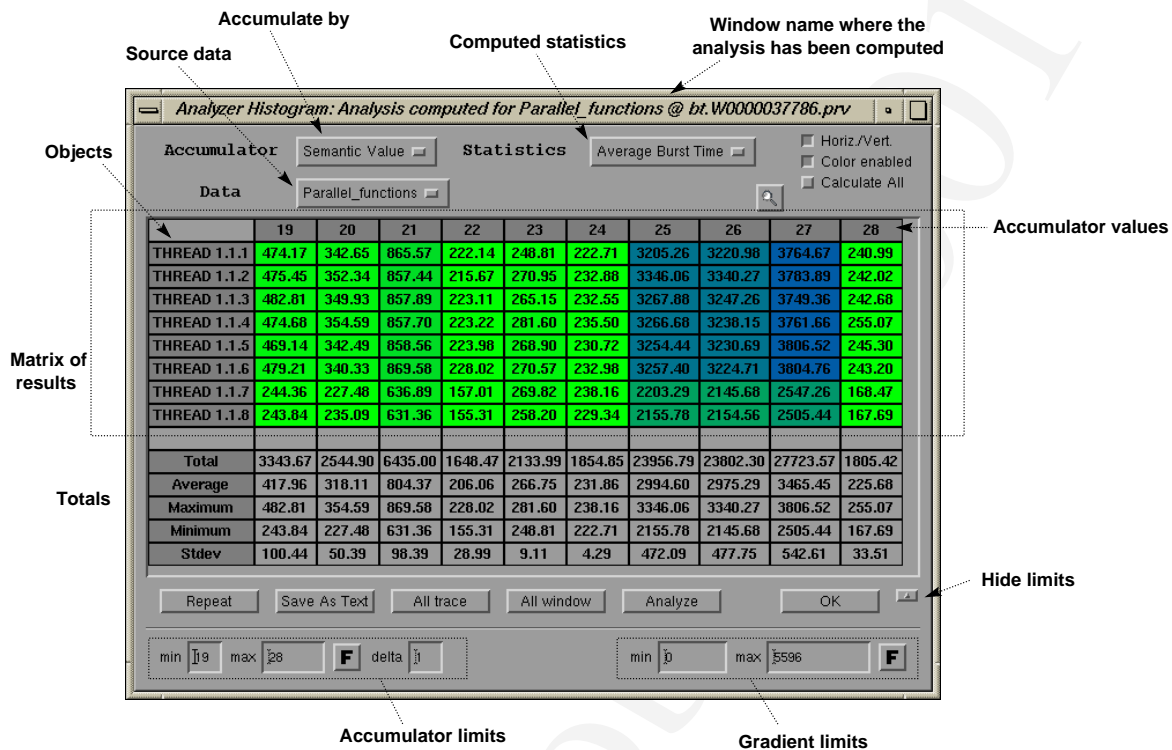 Accumulate by
Source data
Computed statistics
Window name where the
analysis has been computed
Analyzer Histogram: Analysis computed for Parallel_functions @ bt.W0000037786.prv
Objects
Accumulator
Semantic Value
Statistics
Average Burst Time
Horiz./Vert.
Color enabled
Calculate All
Data
Parallel_functions
19 20 21 22 23 24 25 26 27 28
Accumulator values
THREAD 1.1.1 474.17 342.65 865.57 222.14 248.81 222.71 3205.26 3220.98 3764.67 240.99
THREAD 1.1.2 475.45 352.34 857.44 215.67 270.95 232.88 3346.06 3340.27 3783.89 242.02
THREAD 1.1.3 482.81 349.93 857.89 223.11 265.15 232.55 3267.88 3247.26 3749.36 242.68
THREAD 1.1.4 474.68 354.59 857.70 223.22 281.60 235.50 3266.68 3238.15 3761.66 255.07
THREAD 1.1.5 469.14 342.49 858.56 223.98 268.90 230.72 3254.44 3230.69 3806.52 245.30
THREAD 1.1.6 479.21 340.33 869.58 228.02 270.57 232.98 3257.40 3224.71 3804.76 243.20
THREAD 1.1.7 244.36 227.48 636.89 157.01 269.82 238.16 2203.29 2145.68 2547.26 168.47
THREAD 1.1.8 243.84 235.09 631.36 155.31 258.20 229.34 2155.78 2154.56 2505.44 167.69
Matrix of
results
Total 3343.67 2544.90 6435.00 1648.47 2133.99 1854.85 23956.79 23802.30 27723.57 1805.42
Average 417.96 318.11 804.37 206.06 266.75 231.86 2994.60 2975.29 3465.45 225.68
Maximum 482.81 354.59 869.58 228.02 281.60 238.16 3346.06 3340.27 3806.52 255.07
Minimum 243.84 227.48 631.36 155.31 248.81 222.71 2155.78 2145.68 2505.44 167.69
Stdev 100.44 50.39 98.39 28.99 9.11 4.29 472.09 477.75 542.61 33.51
Totals
Hide limits
Repeat
Save As Text
All trace
All window
Analyze
OK
min 19 max 28 F delta 1
min 0 max 5596 F
Accumulator limits
Gradient limits